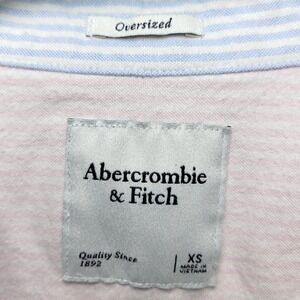 Oversized
Abercrombie
& Fitch
Quality Since
1892
XS
MADE IN
VIETNAM